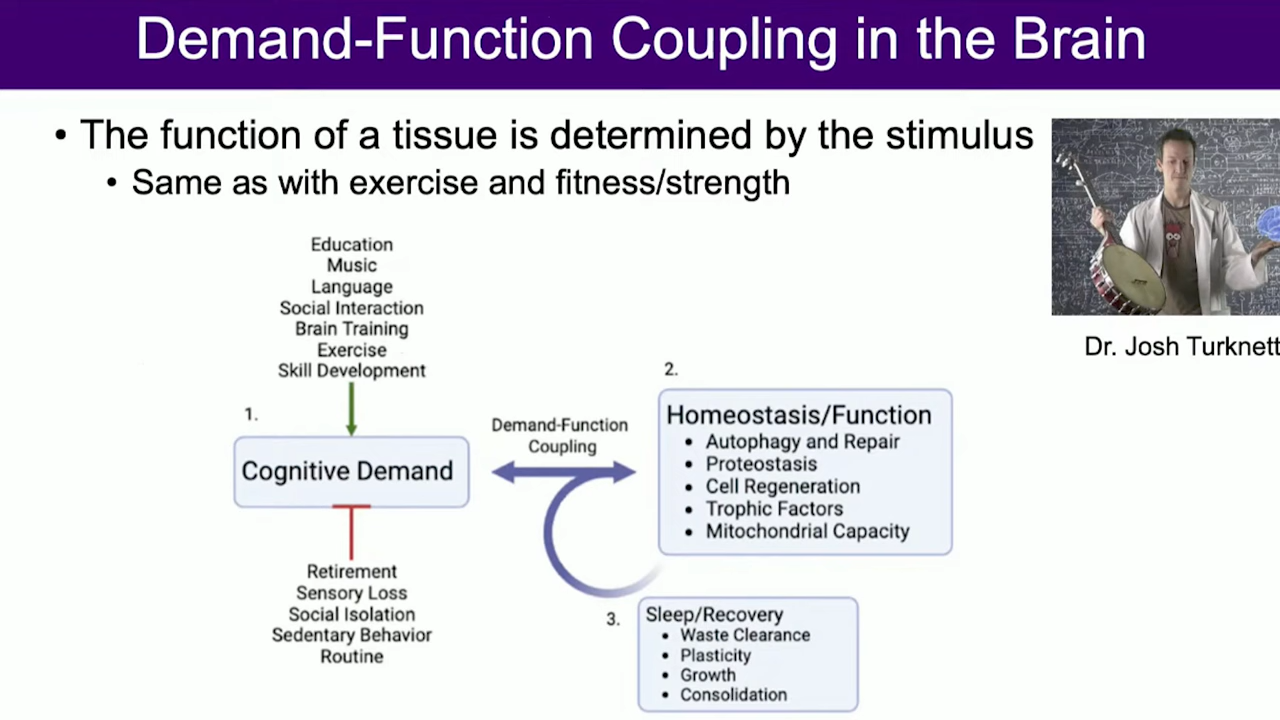 Demand-Function Coupling in the Brain
• The function of a tissue is determined by the stimulus
• Same as with exercise and fitness/strength
Dr. Josh Turknett
Education
Music
Language
Social Interaction
Brain Training
Exercise
Skill Development
1.
Cognitive Demand
Retirement
Sensory Loss
Social Isolation
Sedentary Behavior
Routine
Demand-Function
Coupling
2.
Homeostasis/Function
• Autophagy and Repair
• Proteostasis
• Cell Regeneration
• Trophic Factors
• Mitochondrial Capacity
3.
Sleep/Recovery
• Waste Clearance
• Plasticity
• Growth
• Consolidation